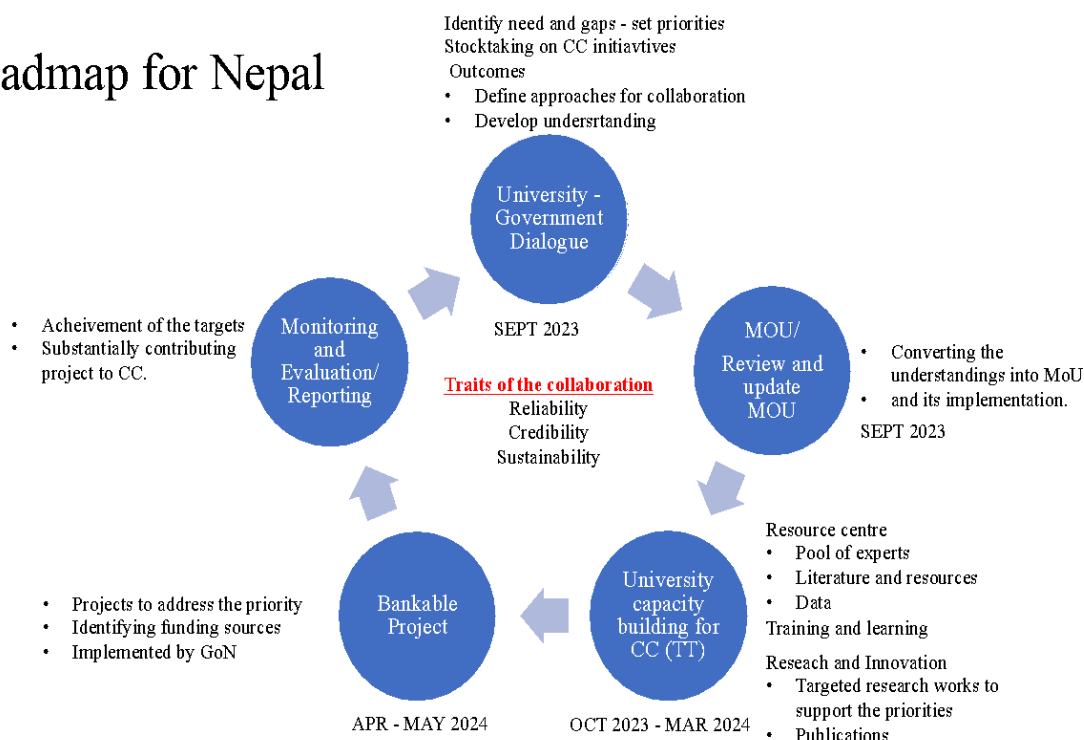 admap for Nepal
Identify need and gaps - set priorities
Stocktaking on CC initiavtives
Outcomes
• Define approaches for collaboration
• Develop undersrtanding
University -
Government
Dialogue
SEPT 2023
MOU/
Review and
update
MOU
• Converting the
understandings into MoU
• and its implementation.
SEPT 2023
Resource centre
• Pool of experts
• Literature and resources
• Data
Training and learning
Reseach and Innovation
• Targeted research works to
support the priorities
• Publications
University
capacity
building for
CC (TT)
OCT 2023 - MAR 2024
Bankable
Project
• Projects to address the priority
• Identifying funding sources
• Implemented by GoN
APR - MAY 2024
Monitoring
and
Evaluation/
Reporting
• Acheivement of the targets
• Substantially contributing
project to CC.
Traits of the collaboration
Reliability
Credibility
Sustainability